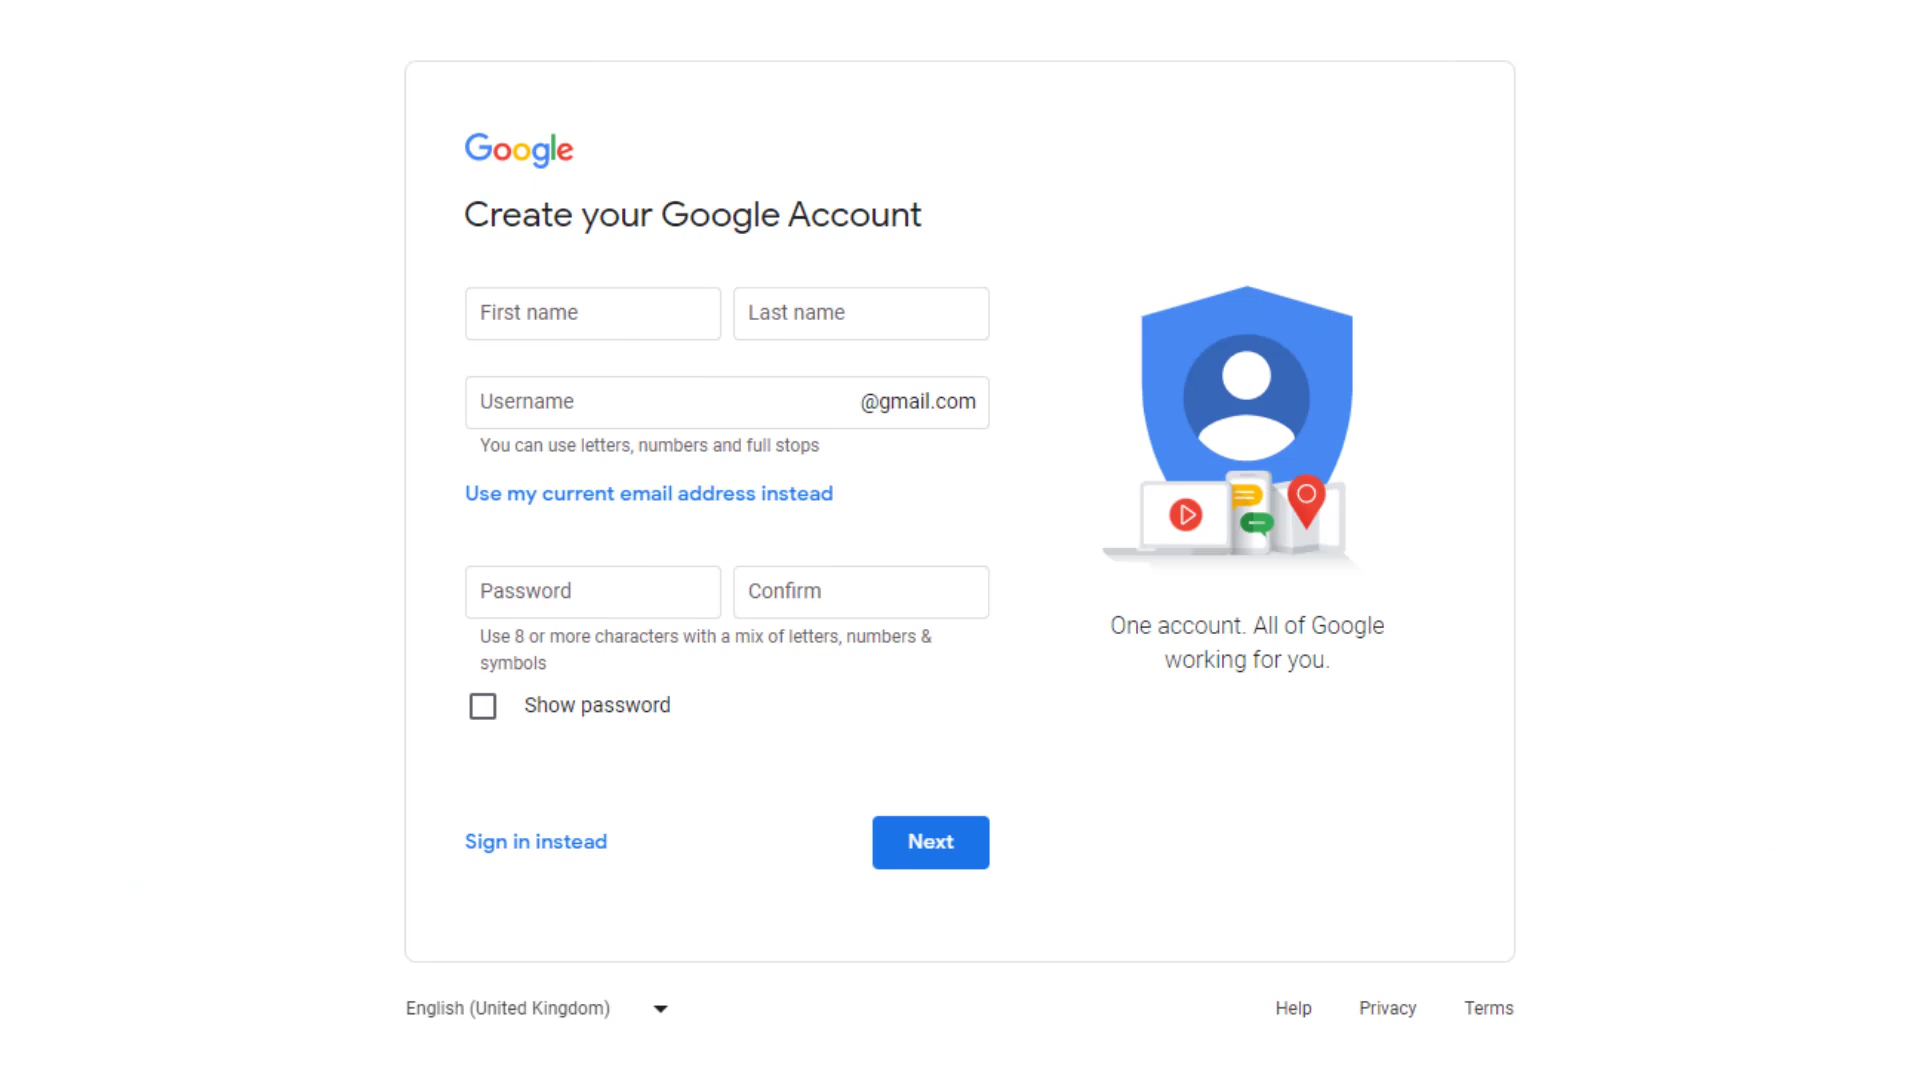 Google
Create your Google Account
First name
Last name
Username
@gmail.com
You can use letters, numbers and full stops
Use my current email address instead
Password
Confirm
Use 8 or more characters with a mix of letters, numbers &
symbols
Show password
Sign in instead
Next
One account. All of Google
working for you.
English (United Kingdom)
Help
Privacy
Terms